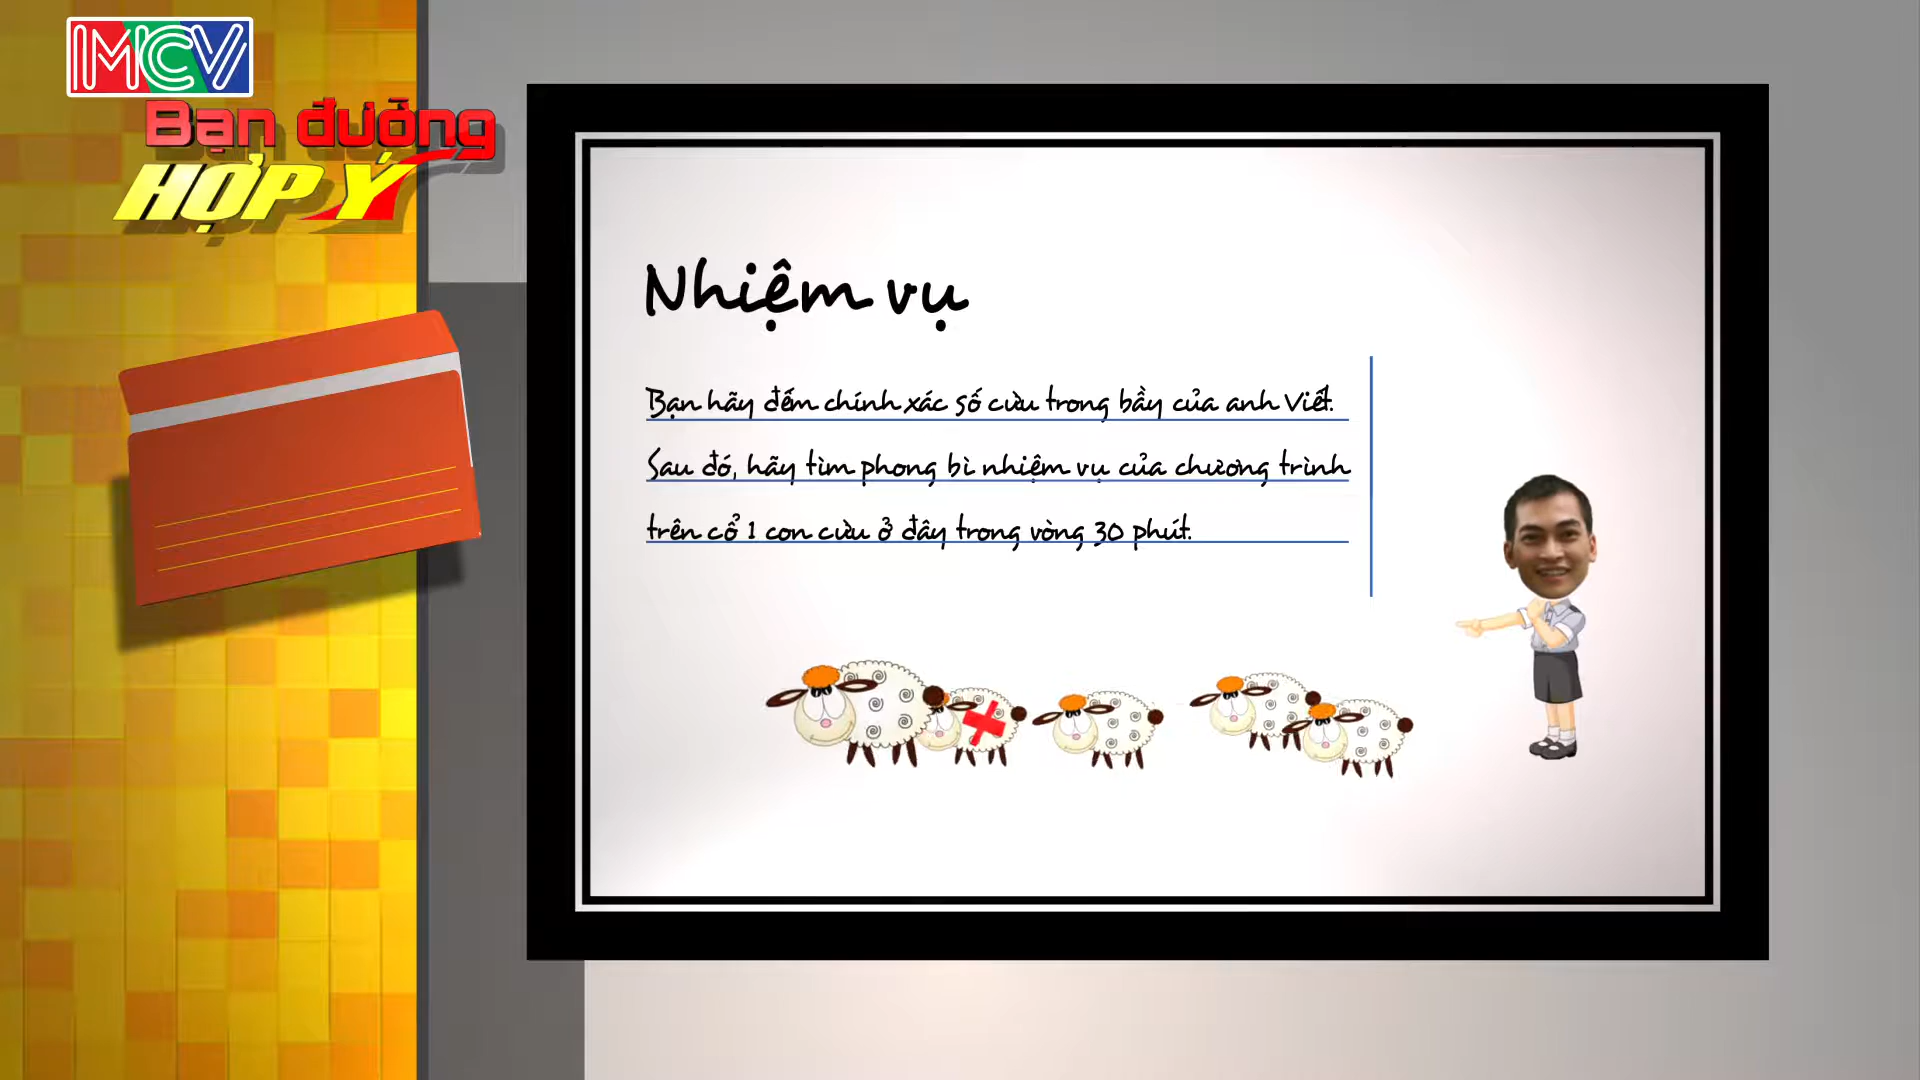 MCV
Bạn đường
HỢP Ý
Nhiệm vụ
Bạn hãy đếm chính xác số cừu trong bầy của anh Viết.
Sau đó, hãy tìm phong bì nhiệm vụ của chương trình
trên cổ 1 con cừu ở đây trong vòng 30 phút.